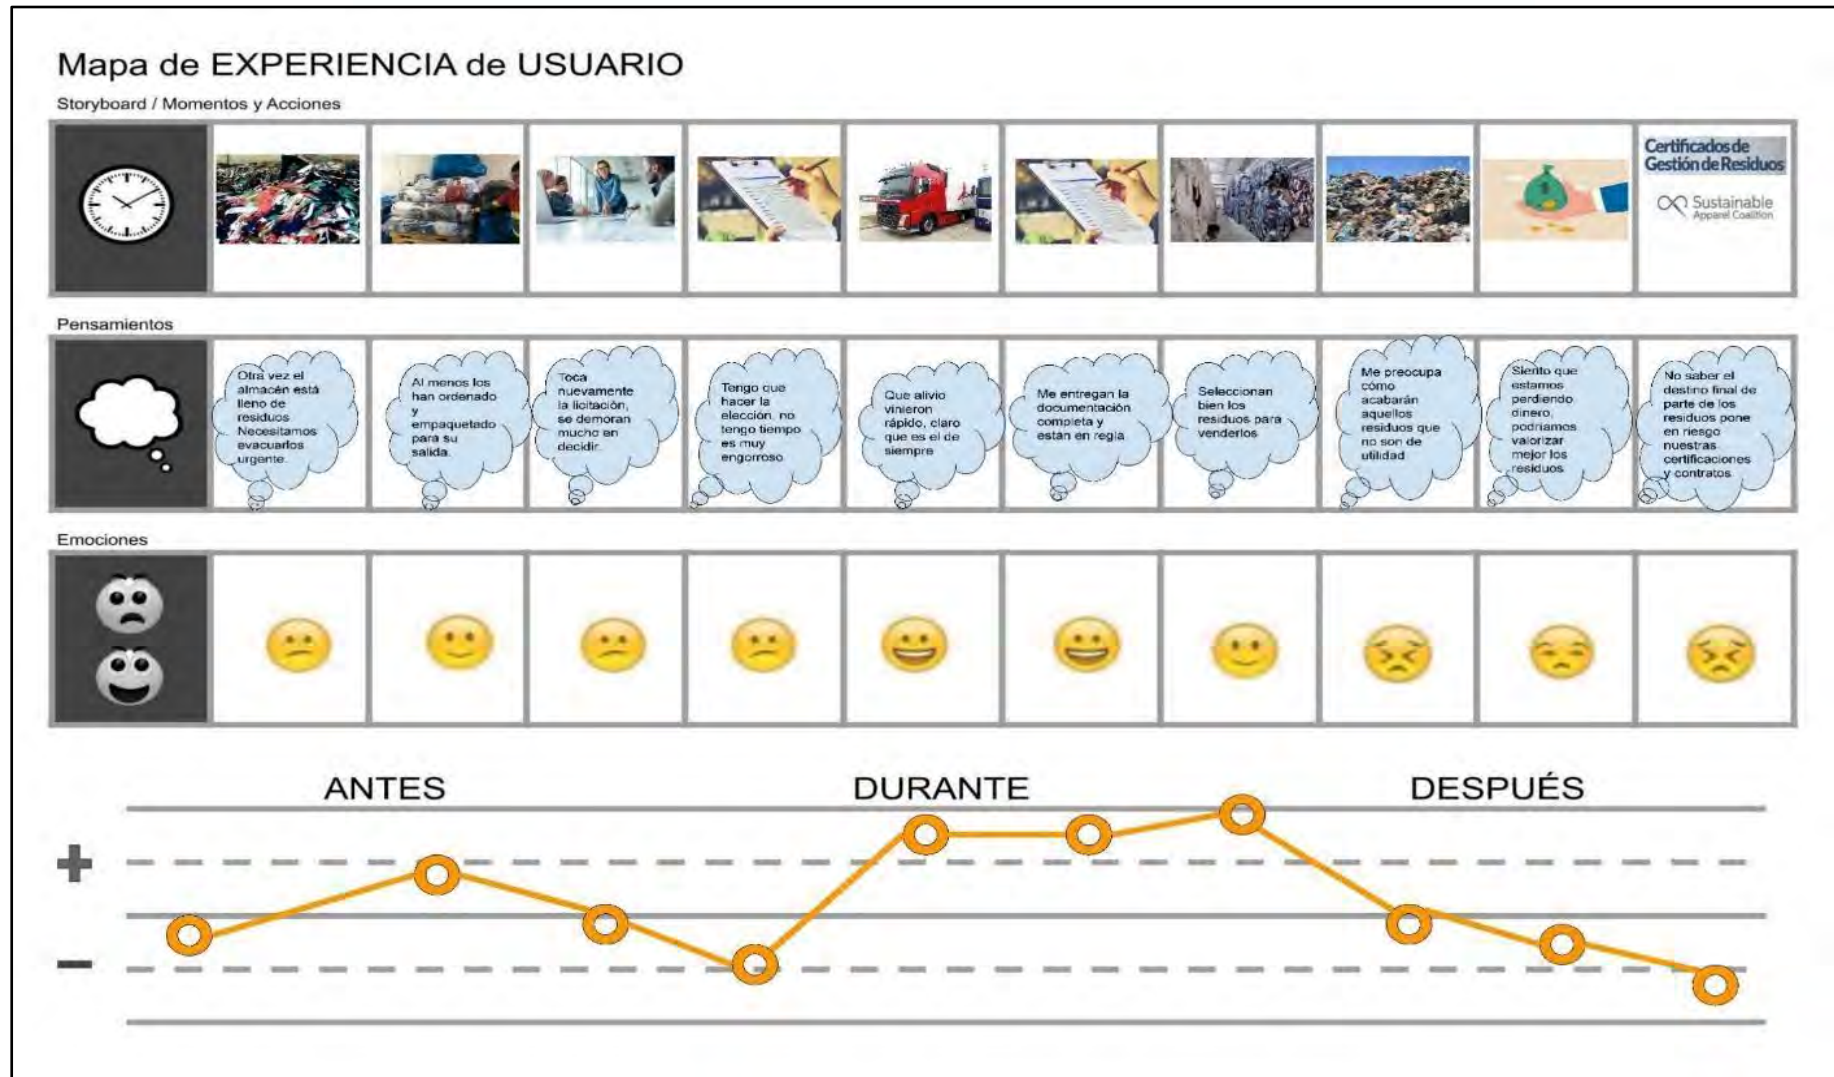 Mapa de EXPERIENCIA de USUARIO
Storyboard / Momentos y Acciones
Certificados de
Gestión de Residuos
Sustainable
Apparel Coalition
Pensamientos
Otra vez el
almacén está
lleno de
residuos
Necesitamos
evacuarlos
urgente.
Al menos los
han ordenado
y
empaquetado
para su
salida.
Toca
nuevamente
la licitación,
se demoran
mucho en
decidir.
Tengo que
hacer la
elección, no
tengo tiempo
es muy
engorroso
Que alivio
vinieron
rápido, claro
que es el de
siempre
Me entregan la
documentación
completa y
están en regla
Seleccionan
bien los
residuos para
venderlos
Me preocupa
cómo
acabarán
aquellos
residuos que
no son de
utilidad
Siento que
estamos
perdiendo
dinero,
podríamos
valorizar
mejor los
residuos
No saber el
destino final de
parte de los
residuos pone
en riesgo
nuestras
certificaciones
y contratos
Emociones
ANTES
DURANTE
DESPUÉS